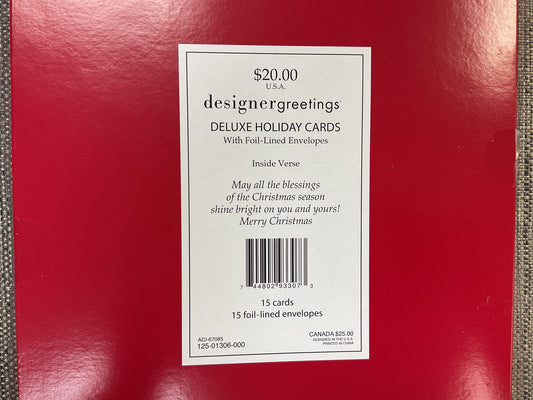 $20.00
U.S.A.
designergreetings
DELUXE HOLIDAY CARDS
With Foil-Lined Envelopes
Inside Verse
May all the blessings
of the Christmas season
shine bright on you and yours!
Merry Christmas
7 44802 93307 3
15 cards
15 foil-lined envelopes
ACI-67085
125-01306-000
CANADA $25.00
DESIGNED IN THE U.S.A.
PRINTED IN CHINA